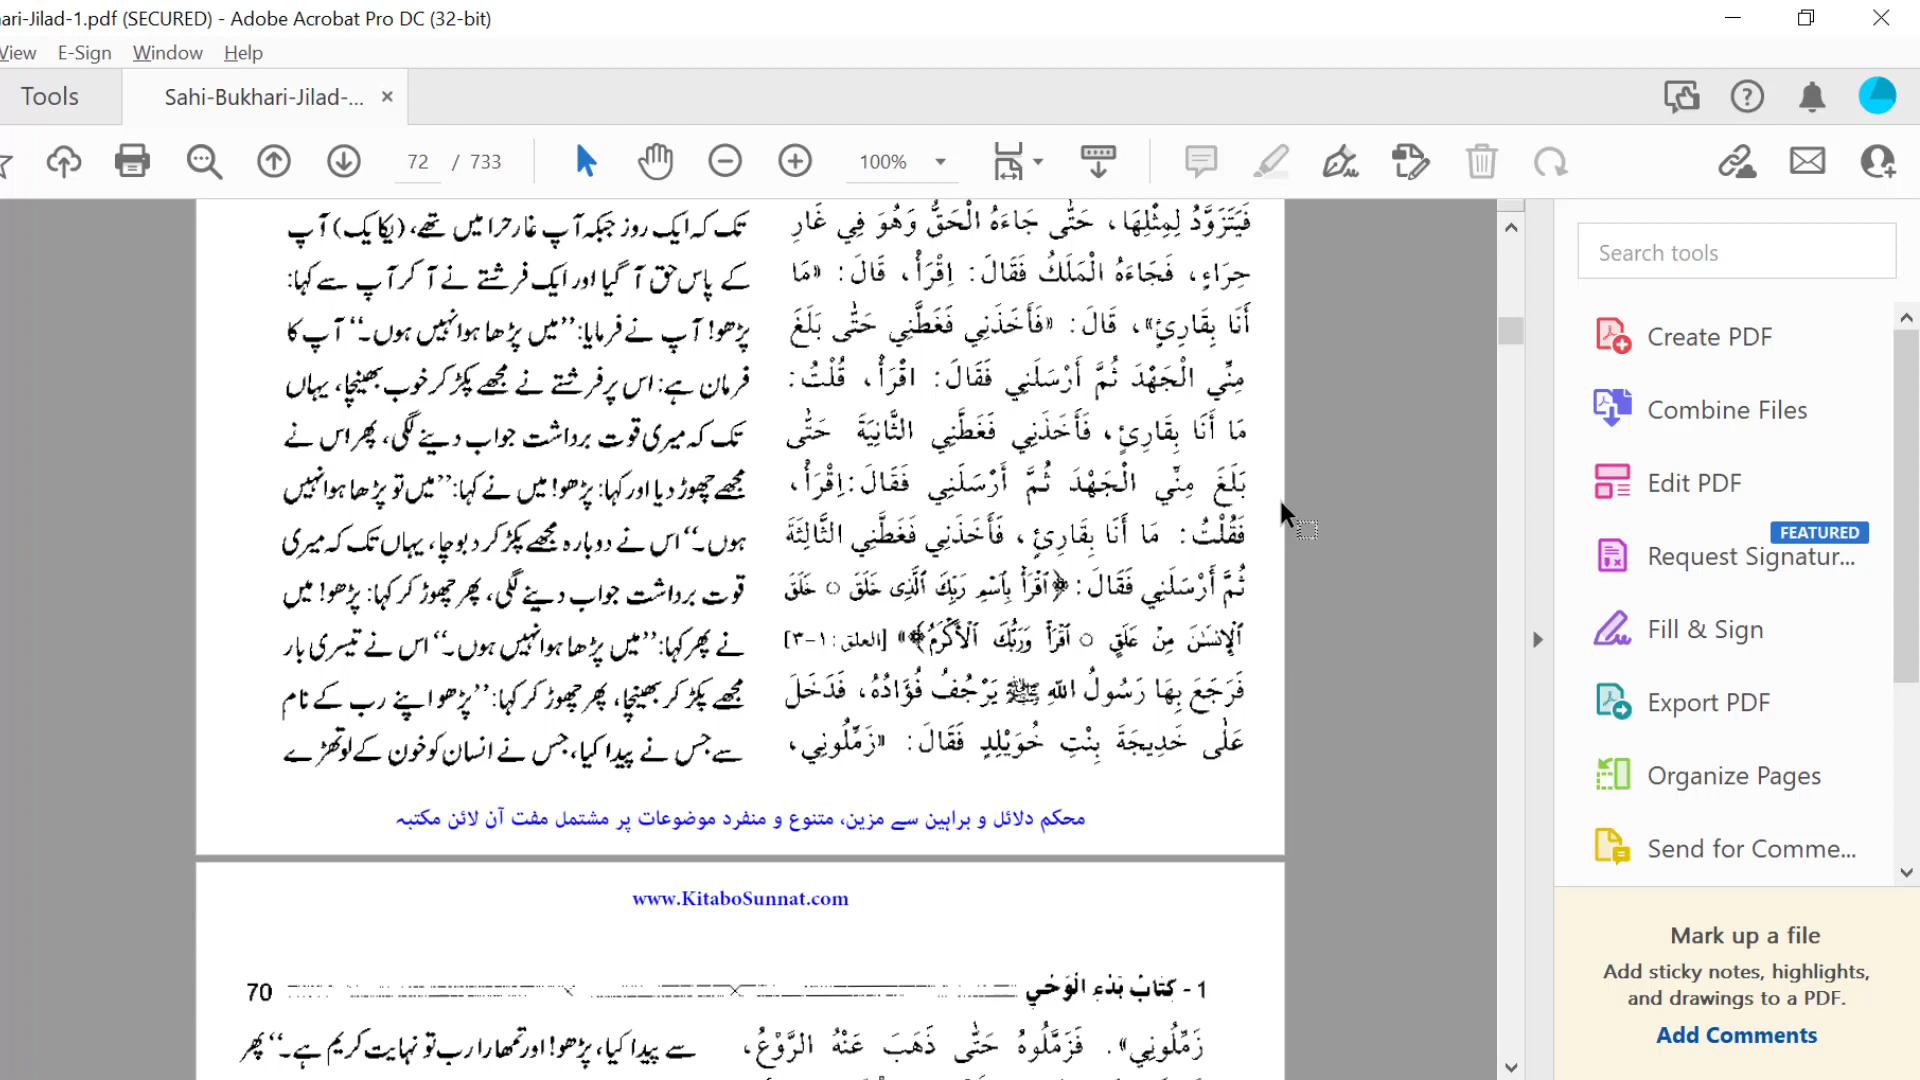 ari-Jilad-1.pdf (SECURED) - Adobe Acrobat Pro DC (32-bit)
View E-Sign Window Help
Tools Sahi-Bukhari-Jilad-...
72 / 733 100%
فَيَتَزَوَّدُ لِمِثْلِهَا، حَتَّى جَاءَهُ الْحَقُّ وَهُوَ فِي غَارِ
حِرَاءٍ، فَجَاءَهُ الْمَلَكُ فَقَالَ: اِقْرَأْ، قَالَ: «مَا
أَنَا بِقَارِئٍ»، قَالَ: «فَأَخَذَنِي فَغَطَّنِي حَتَّى بَلَغَ
مِنِّي الْجَهْدَ ثُمَّ أَرْسَلَنِي فَقَالَ: اقْرَأْ، قُلْتُ:
مَا أَنَا بِقَارِئٍ، فَأَخَذَنِي فَغَطَّنِي الثَّانِيَةَ حَتَّى
بَلَغَ مِنِّي الْجَهْدَ ثُمَّ أَرْسَلَنِي فَقَالَ: اِقْرَأْ،
فَقُلْتُ: مَا أَنَا بِقَارِئٍ، فَأَخَذَنِي فَغَطَّنِي الثَّالِثَةَ
ثُمَّ أَرْسَلَنِي فَقَالَ: ﴿ٱقْرَأْ بِٱسْمِ رَبِّكَ ٱلَّذِى خَلَقَ ○ خَلَقَ
ٱلْإِنسَٰنَ مِنْ عَلَقٍ ○ ٱقْرَأْ وَرَبُّكَ ٱلْأَكْرَمُ﴾» [العلق: ١-٣]
فَرَجَعَ بِهَا رَسُولُ اللهِ ﷺ يَرْجُفُ فُؤَادُهُ، فَدَخَلَ
عَلَى خَدِيجَةَ بِنْتِ خُوَيْلِدٍ فَقَالَ: «زَمِّلُونِي،
تک کہ ایک روز جبکہ آپ غار حرا میں تھے، (یکایک) آپ
کے پاس حق آ گیا اور ایک فرشتے نے آ کر آپ سے کہا:
پڑھو! آپ نے فرمایا: ’’میں پڑھا ہوا نہیں ہوں۔‘‘ آپ کا
فرمان ہے: اس پر فرشتے نے مجھے پکڑ کر خوب بھینچا، یہاں
تک کہ میری قوت برداشت جواب دینے لگی، پھر اس نے
مجھے چھوڑ دیا اور کہا: پڑھو! میں نے کہا: ’’میں تو پڑھا ہوا نہیں
ہوں۔‘‘ اس نے دوبارہ مجھے پکڑ کر دبوچا، یہاں تک کہ میری
قوت برداشت جواب دینے لگی، پھر چھوڑ کر کہا: پڑھو! میں
نے پھر کہا: ’’میں پڑھا ہوا نہیں ہوں۔‘‘ اس نے تیسری بار
مجھے پکڑ کر بھینچا، پھر چھوڑ کر کہا: ’’پڑھو اپنے رب کے نام
سے جس نے پیدا کیا، جس نے انسان کو خون کے لوتھڑے
محکم دلائل و براہین سے مزین، متنوع و منفرد موضوعات پر مشتمل مفت آن لائن مکتبہ
www.KitaboSunnat.com
1 - كتابُ بَدْءِ الْوَحْيِ 70
زَمِّلُونِي». فَزَمَّلُوهُ حَتَّى ذَهَبَ عَنْهُ الرَّوْعُ،
سے پیدا کیا، پڑھو! اور تمھارا رب تو نہایت کریم ہے۔‘‘ پھر
Search tools
Create PDF
Combine Files
Edit PDF
FEATURED
Request Signatur...
Fill & Sign
Export PDF
Organize Pages
Send for Comme...
Mark up a file
Add sticky notes, highlights,
and drawings to a PDF.
Add Comments